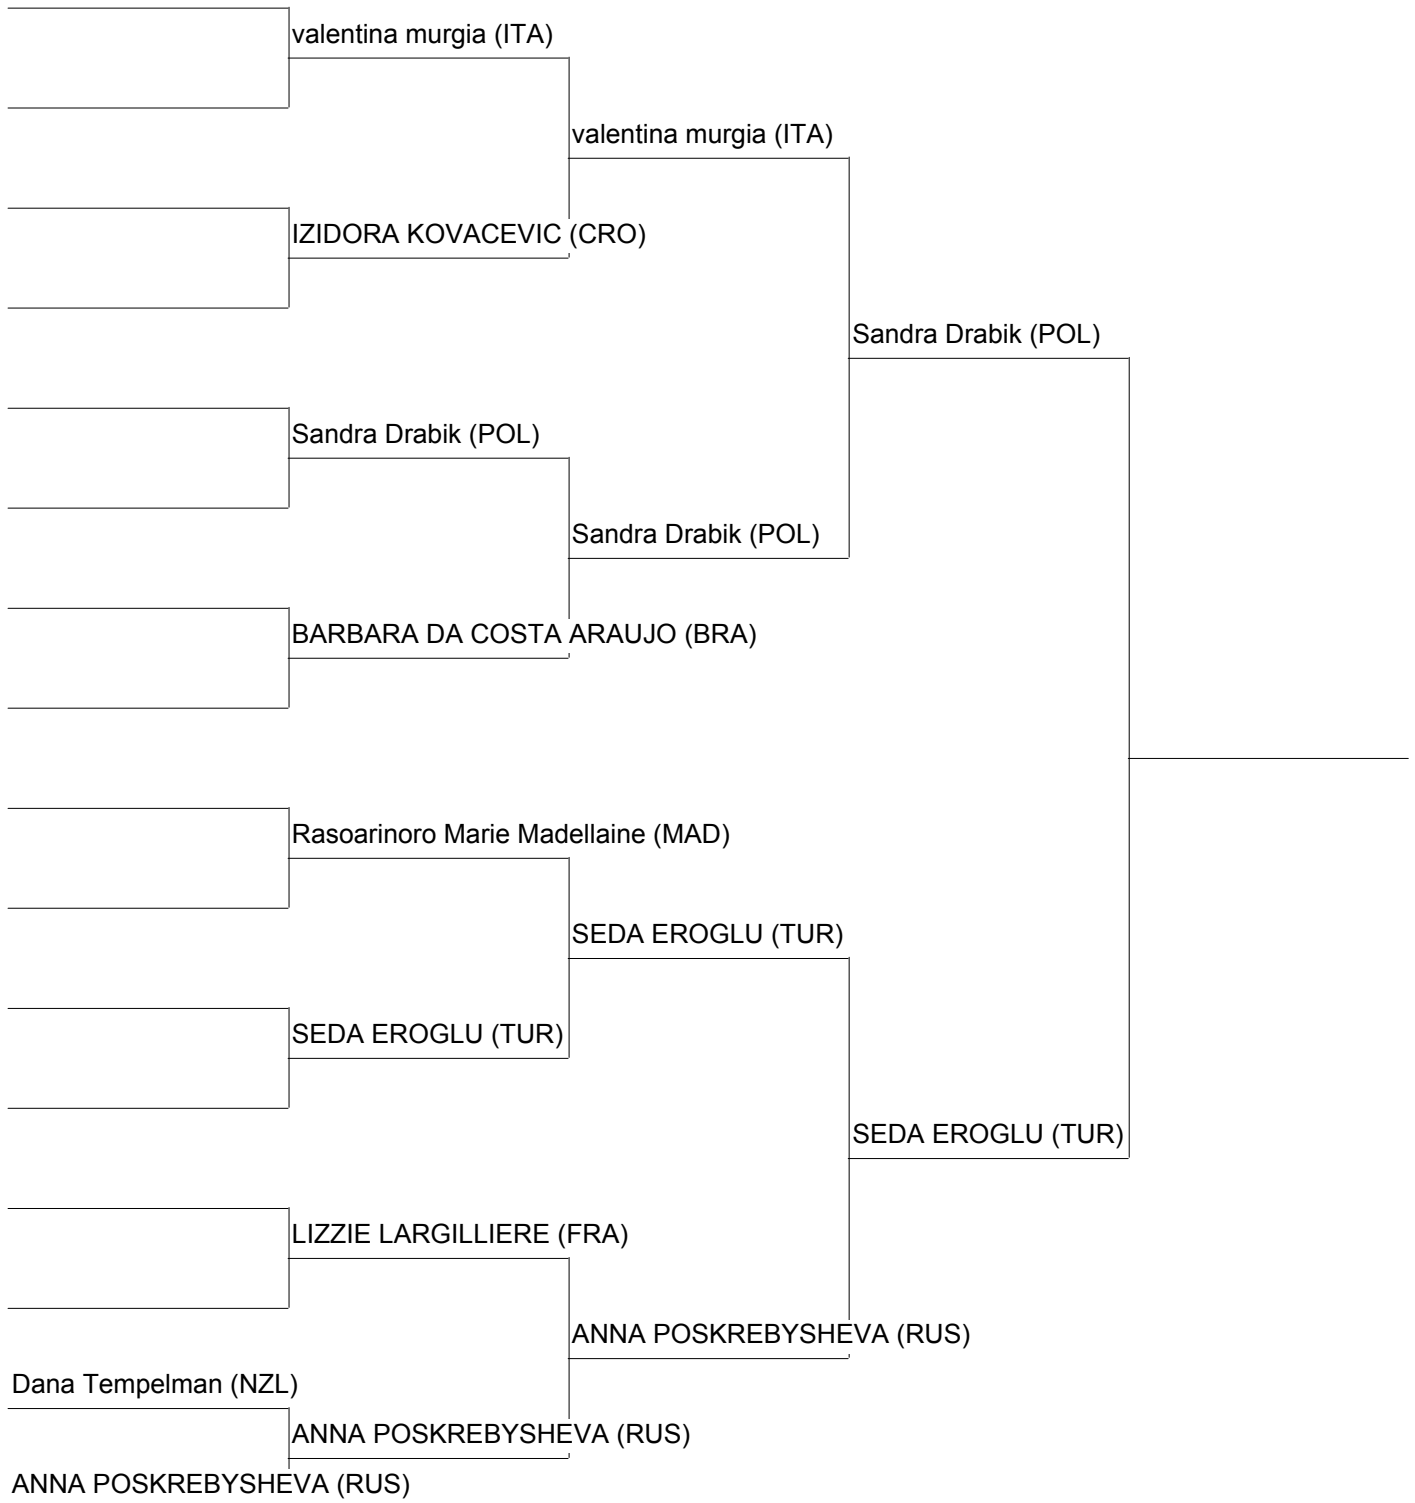 valentina murgia (ITA)
valentina murgia (ITA)
IZIDORA KOVACEVIC (CRO)
Sandra Drabik (POL)
Sandra Drabik (POL)
Sandra Drabik (POL)
BARBARA DA COSTA ARAUJO (BRA)
Rasoarinoro Marie Madellaine (MAD)
SEDA EROGLU (TUR)
SEDA EROGLU (TUR)
SEDA EROGLU (TUR)
LIZZIE LARGILLIERE (FRA)
ANNA POSKREBYSHEVA (RUS)
Dana Tempelman (NZL)
ANNA POSKREBYSHEVA (RUS)
ANNA POSKREBYSHEVA (RUS)